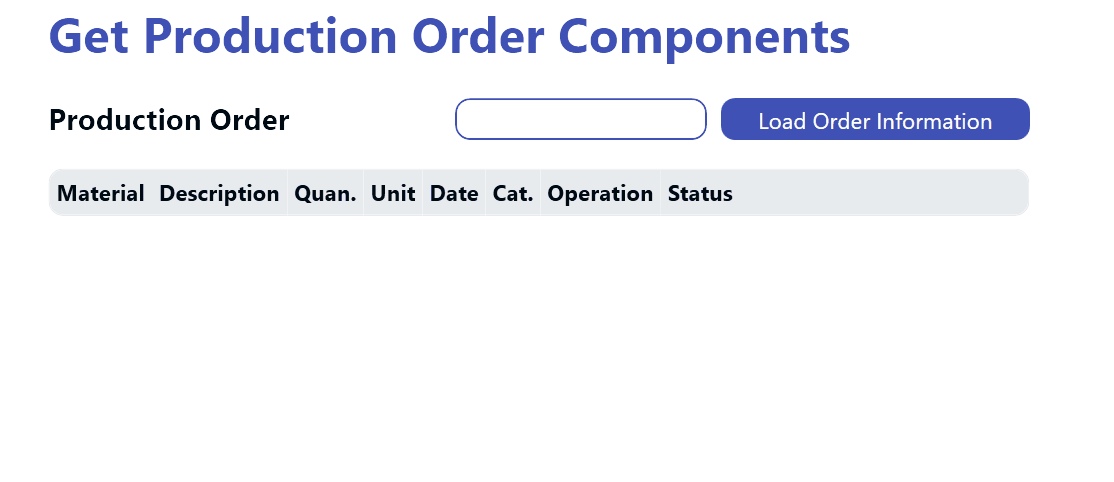 Get Production Order Components
Production Order Load Order Information
Material Description Quan. Unit Date Cat. Operation Status